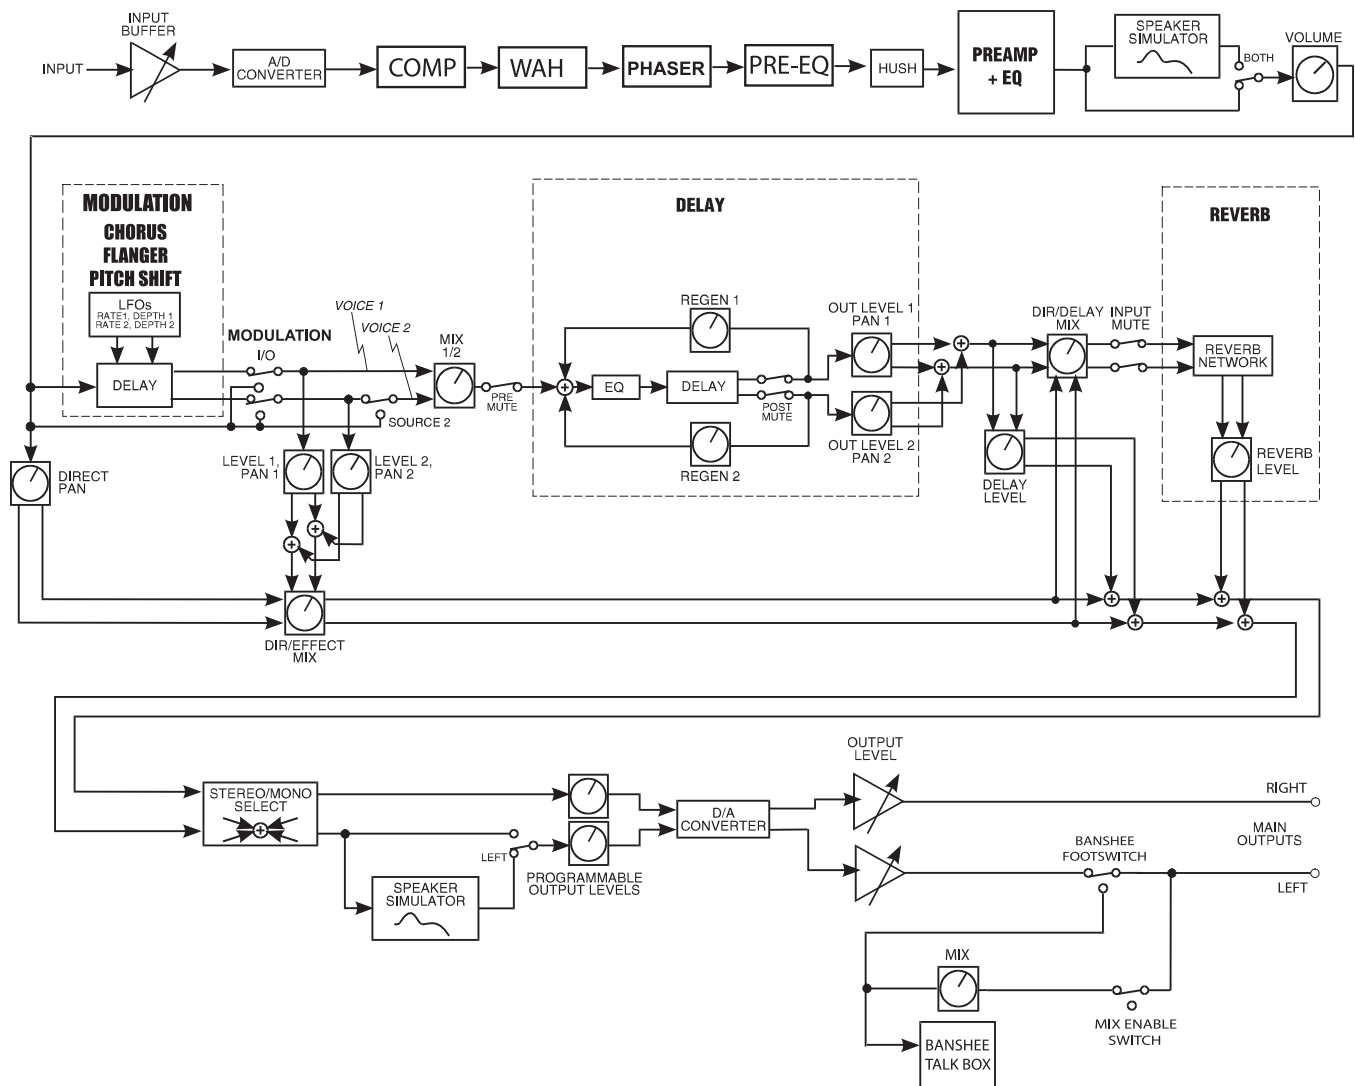 INPUT
BUFFER
INPUT
A/D
CONVERTER
COMP
WAH
PHASER
PRE-EQ
HUSH
PREAMP
+ EQ
SPEAKER
SIMULATOR
BOTH
VOLUME
MODULATION
CHORUS
FLANGER
PITCH SHIFT
LFOs
RATE1, DEPTH 1
RATE 2, DEPTH 2
DELAY
MODULATION
I/O
VOICE 1
VOICE 2
MIX
1/2
PRE
MUTE
SOURCE 2
LEVEL 1,
PAN 1
LEVEL 2,
PAN 2
DIRECT
PAN
DIR/EFFECT
MIX
DELAY
REGEN 1
EQ
DELAY
POST
MUTE
REGEN 2
OUT LEVEL 1
PAN 1
OUT LEVEL 2
PAN 2
DIR/DELAY
MIX
INPUT
MUTE
DELAY
LEVEL
REVERB
REVERB
NETWORK
REVERB
LEVEL
STEREO/MONO
SELECT
LEFT
SPEAKER
SIMULATOR
PROGRAMMABLE
OUTPUT LEVELS
D/A
CONVERTER
OUTPUT
LEVEL
RIGHT
MAIN
OUTPUTS
LEFT
BANSHEE
FOOTSWITCH
MIX
MIX ENABLE
SWITCH
BANSHEE
TALK BOX